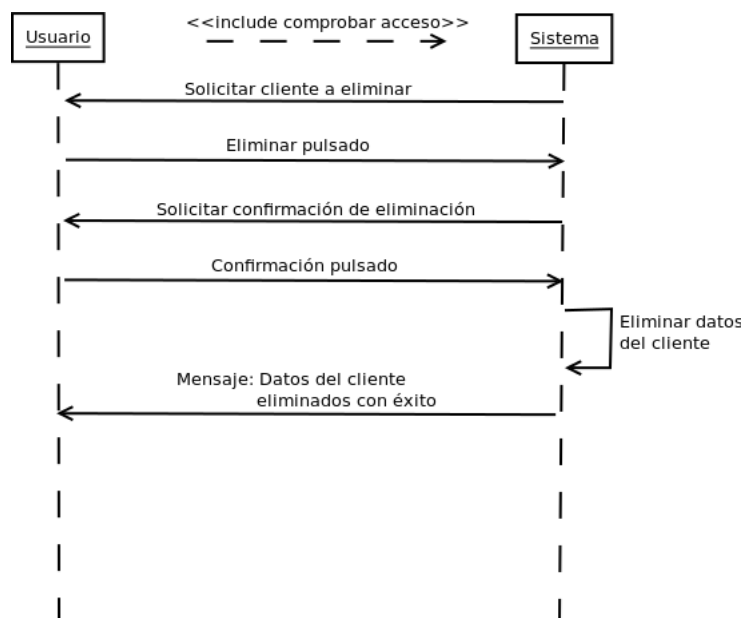 <<include comprobar acceso>>
Usuario
Sistema
Solicitar cliente a eliminar
Eliminar pulsado
Solicitar confirmación de eliminación
Confirmación pulsado
Eliminar datos
del cliente
Mensaje: Datos del cliente
eliminados con éxito